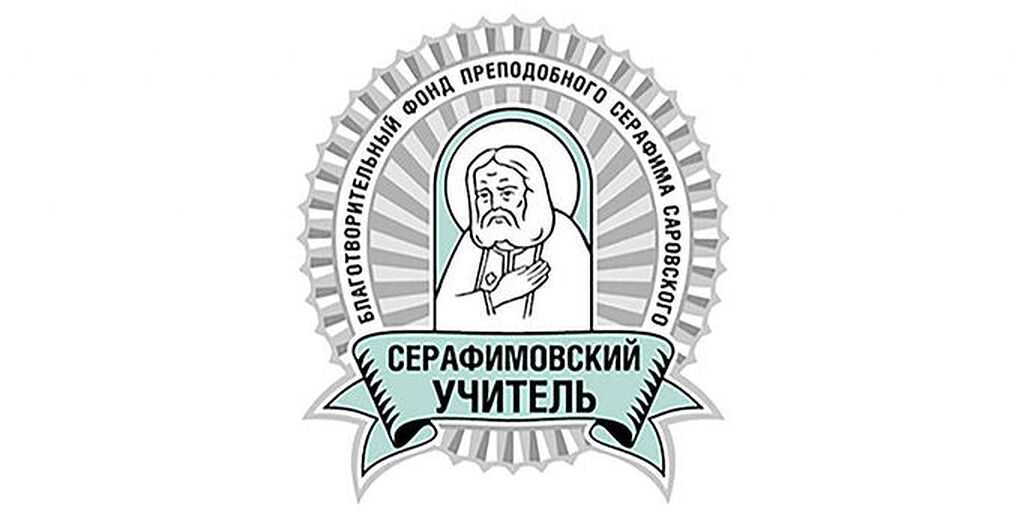 БЛАГОТВОРИТЕЛЬНЫЙ ФОНД ПРЕПОДОБНОГО СЕРАФИМА САРОВСКОГО
СЕРАФИМОВСКИЙ
УЧИТЕЛЬ